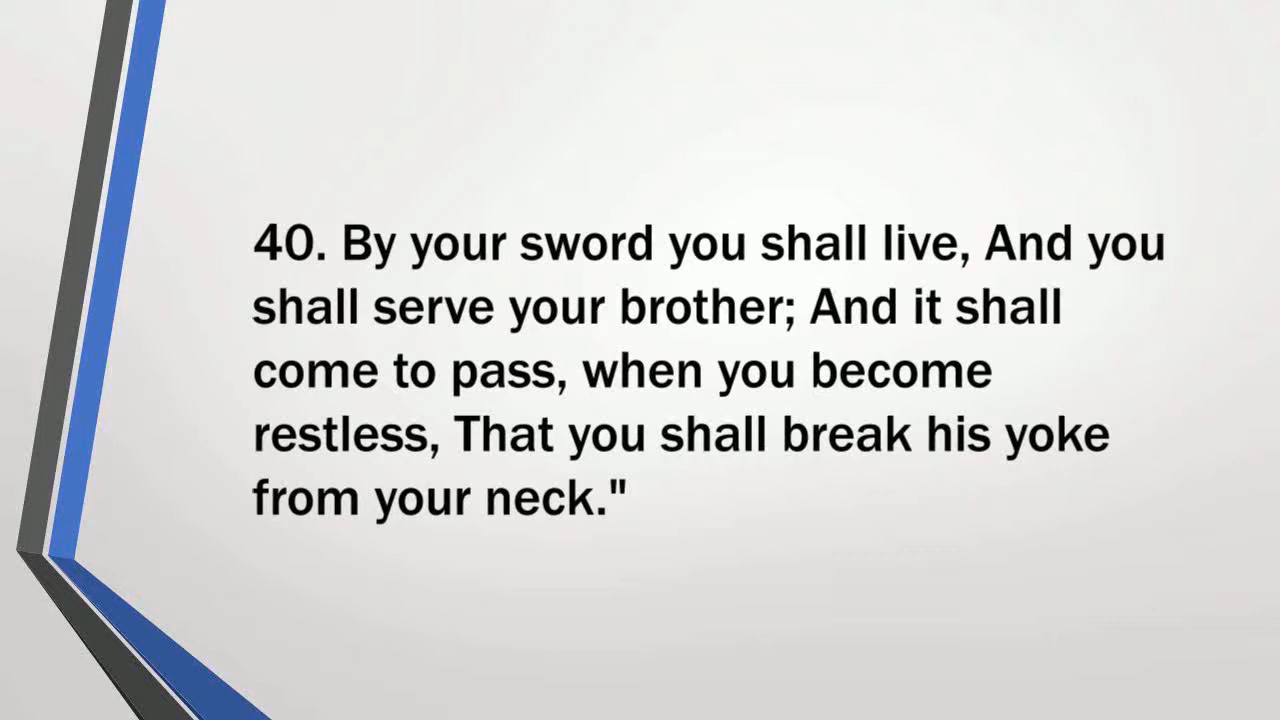 40. By your sword you shall live, And you
shall serve your brother; And it shall
come to pass, when you become
restless, That you shall break his yoke
from your neck."